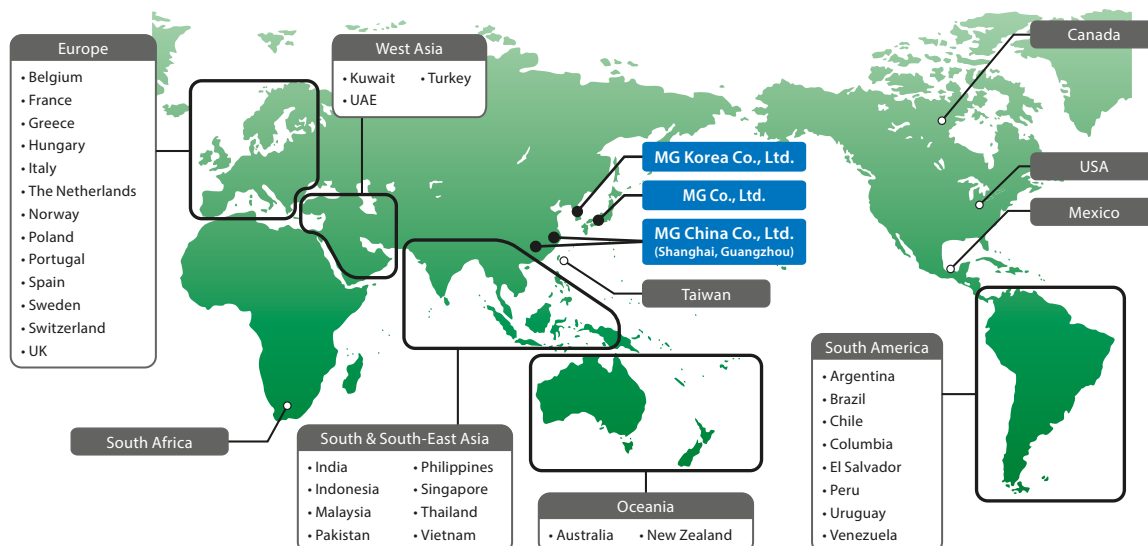 Europe
• Belgium
• France
• Greece
• Hungary
• Italy
• The Netherlands
• Norway
• Poland
• Portugal
• Spain
• Sweden
• Switzerland
• UK
West Asia
• Kuwait • Turkey
• UAE
Canada
MG Korea Co., Ltd.
MG Co., Ltd.
MG China Co., Ltd.
(Shanghai, Guangzhou)
USA
Mexico
Taiwan
South Africa
South & South-East Asia
• India • Philippines
• Indonesia • Singapore
• Malaysia • Thailand
• Pakistan • Vietnam
Oceania
• Australia • New Zealand
South America
• Argentina
• Brazil
• Chile
• Columbia
• El Salvador
• Peru
• Uruguay
• Venezuela